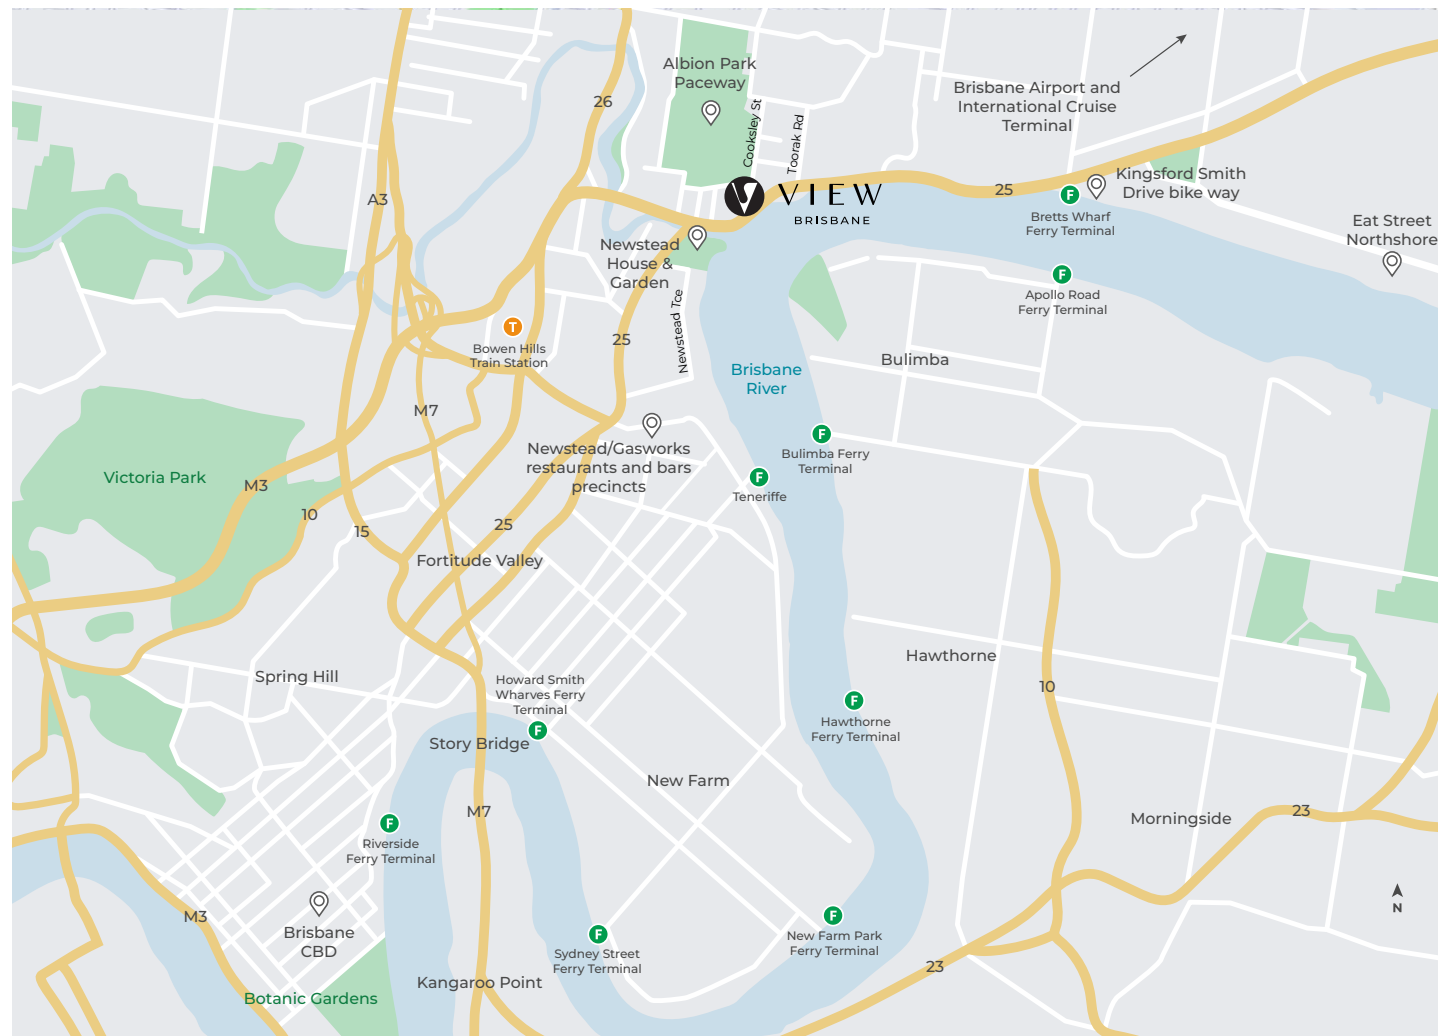 Albion Park
Paceway
Brisbane Airport and
International Cruise
Terminal
26
Cooksley St
Toorak Rd
A3
VIEW
BRISBANE
25
F
Kingsford Smith
Drive bike way
Bretts Wharf
Ferry Terminal
Eat Street
Northshore
Newstead
House &
Garden
F
Apollo Road
Ferry Terminal
Newstead Tce
T
Bowen Hills
Train Station
25
Bulimba
Brisbane
River
M7
F
Bulimba Ferry
Terminal
Newstead/Gasworks
restaurants and bars
precincts
F
Teneriffe
Victoria Park
M3
10
15
25
Fortitude Valley
Hawthorne
Spring Hill
10
Howard Smith
Wharves Ferry
Terminal
F
F
Hawthorne
Ferry Terminal
Story Bridge
New Farm
M7
23
Morningside
F
Riverside
Ferry Terminal
N
M3
Brisbane
CBD
F
New Farm Park
Ferry Terminal
F
Sydney Street
Ferry Terminal
23
Kangaroo Point
Botanic Gardens